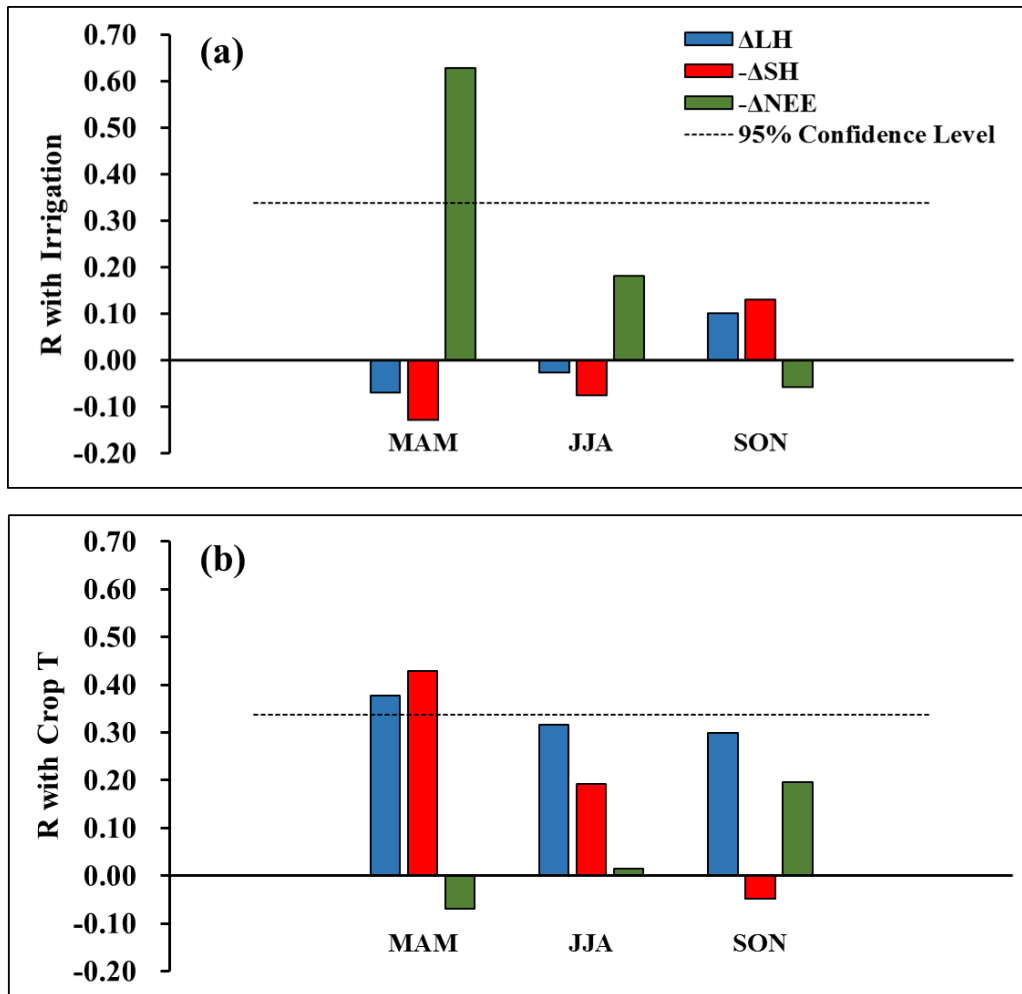 (a)
R with Irrigation
0.70
0.60
0.50
0.40
0.30
0.20
0.10
0.00
-0.10
-0.20
ΔLH
-ΔSH
-ΔNEE
95% Confidence Level
MAM
JJA
SON
(b)
R with Crop T
0.70
0.60
0.50
0.40
0.30
0.20
0.10
0.00
-0.10
-0.20
MAM
JJA
SON